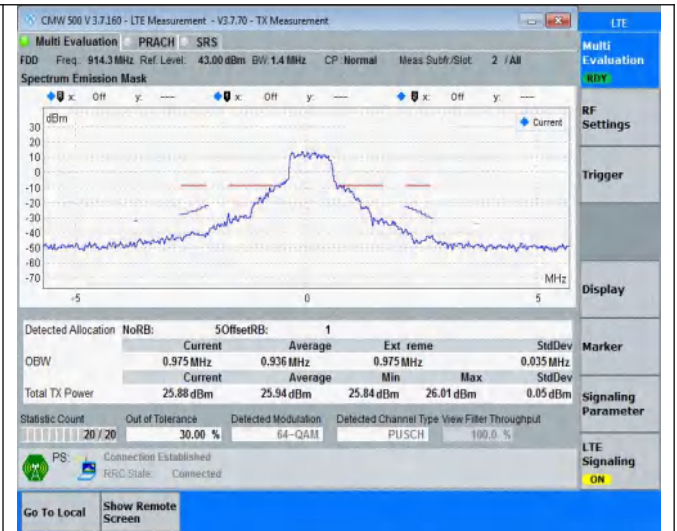 CMW 500 V 3.7.160 - LTE Measurement - V3.7.70 - TX Measurement
LTE
Multi Evaluation PRACH SRS
Multi Evaluation
RDY
FDD Freq: 914.3 MHz Ref. Level: 43.00 dBm BW: 1.4 MHz CP: Normal Meas Subfr./Slot: 2 / All
Spectrum Emission Mask
x: Off y: --- x: Off y: --- x: Off y: ---
dBm
Current
30
20
10
0
-10
-20
-30
-40
-50
-60
-70
-5 0 5
MHz
RF Settings
Trigger
Display
Marker
Signaling Parameter
LTE Signaling
ON
Detected Allocation NoRB: 5OffsetRB: 1
Current Average Ext reme StdDev
OBW 0.975 MHz 0.936 MHz 0.975 MHz 0.035 MHz
Current Average Min Max StdDev
Total TX Power 25.88 dBm 25.94 dBm 25.84 dBm 26.01 dBm 0.05 dBm
Statistic Count Out of Tolerance Detected Modulation Detected Channel Type View Filter Throughput
20 / 20 30.00 % 64-QAM PUSCH 100.0 %
PS: Connection Established
RRC State: Connected
Go To Local
Show Remote Screen